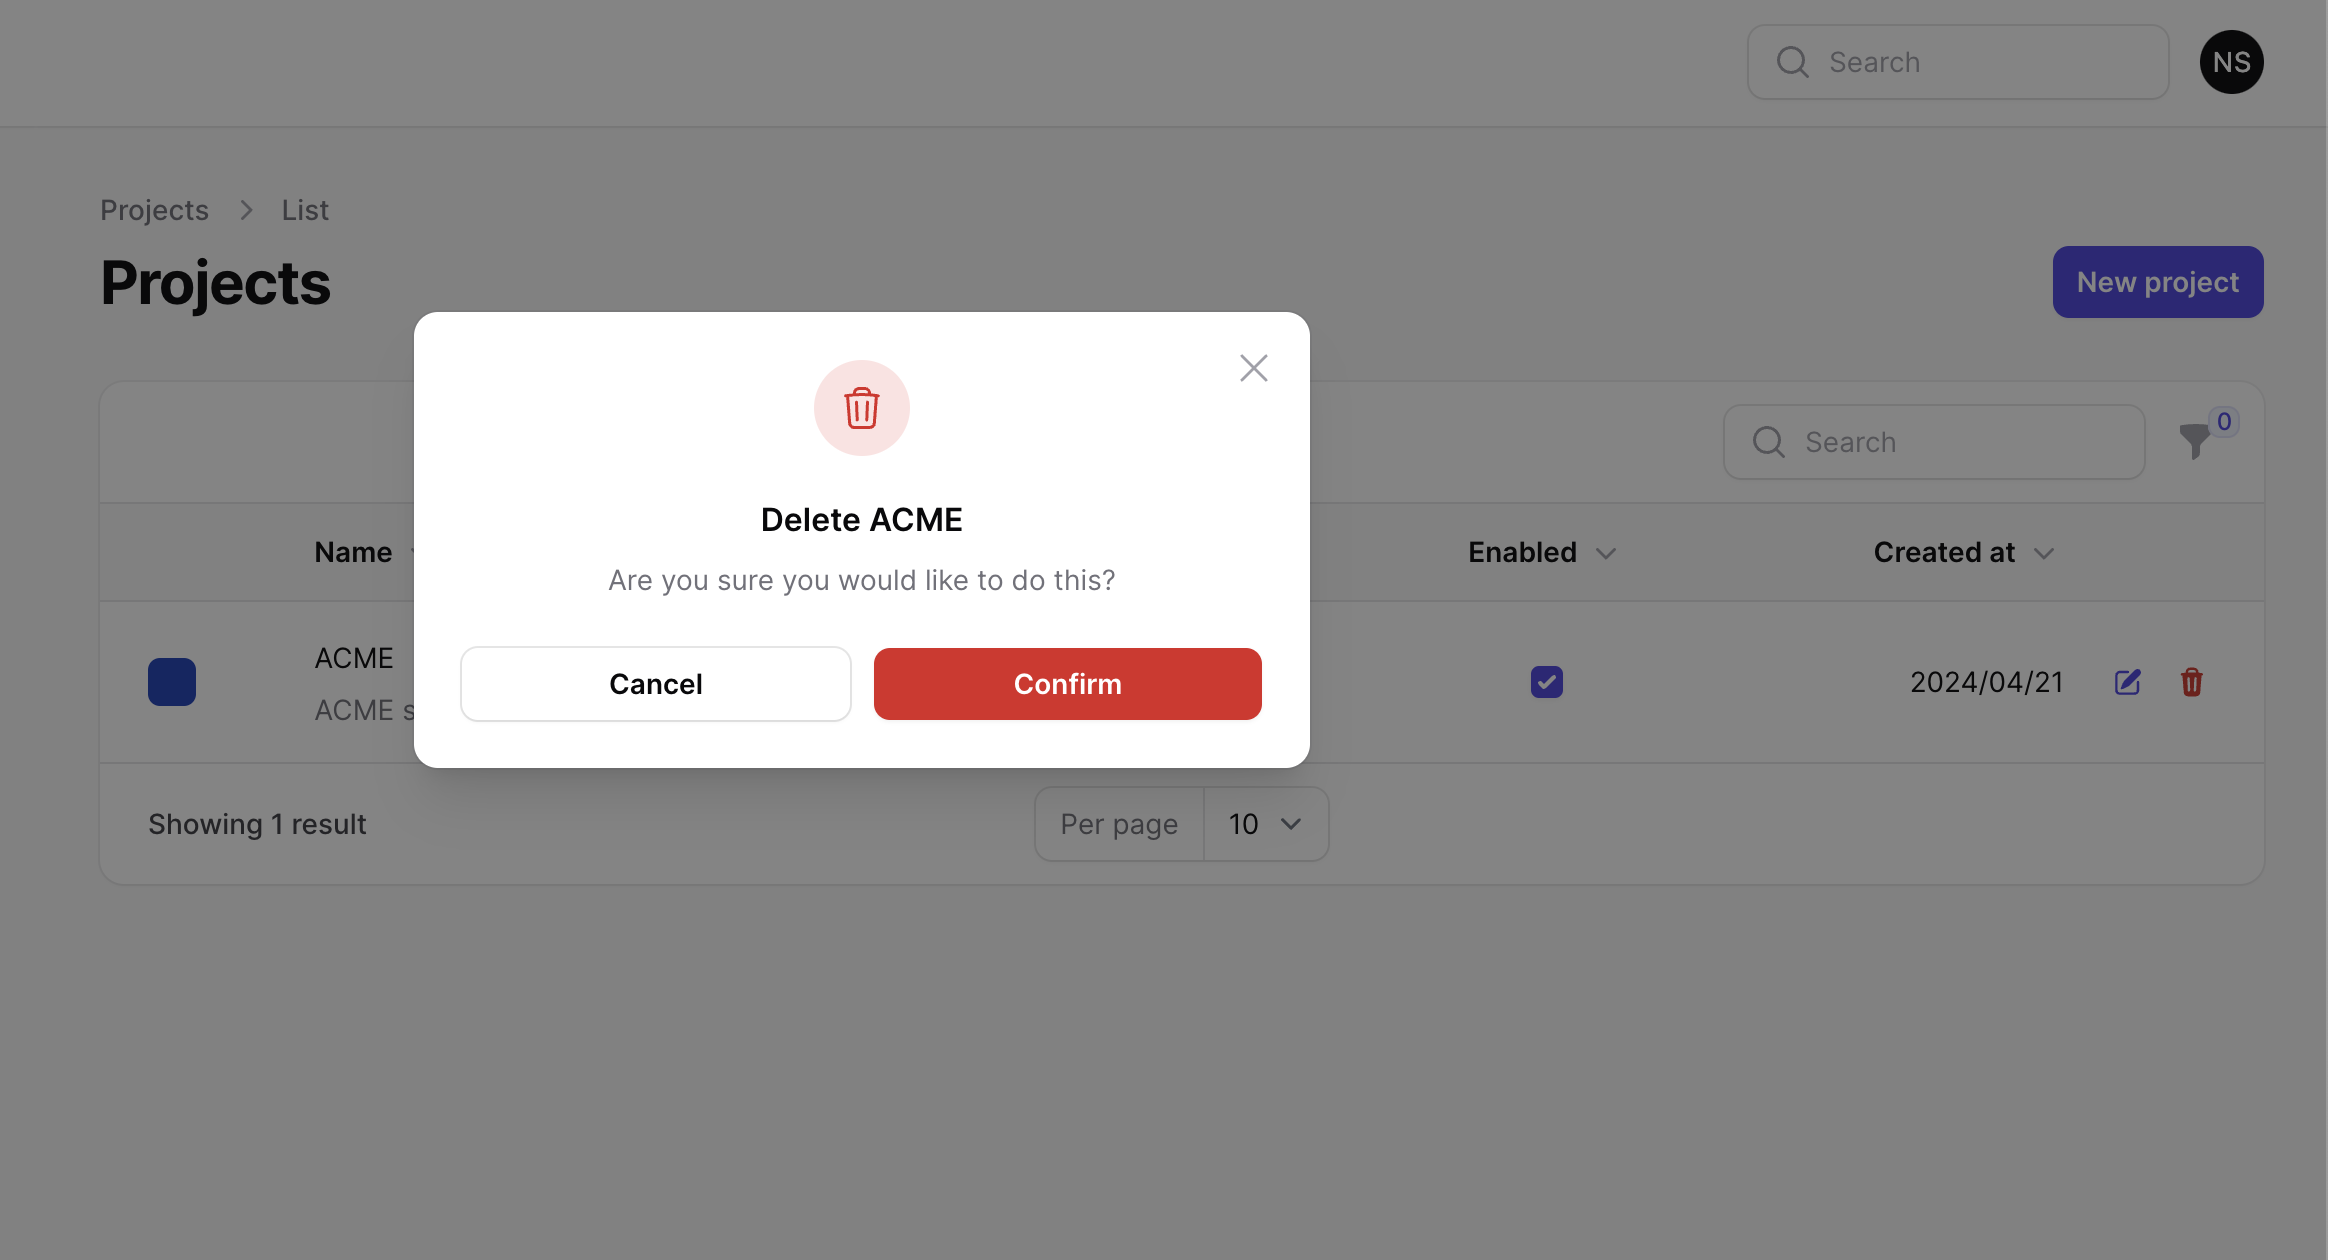 Search
NS
Projects > List
Projects
New project
Search
0
Delete ACME
Are you sure you would like to do this?
Cancel
Confirm
Name
Enabled
Created at
ACME
ACME
2024/04/21
Showing 1 result
Per page
10